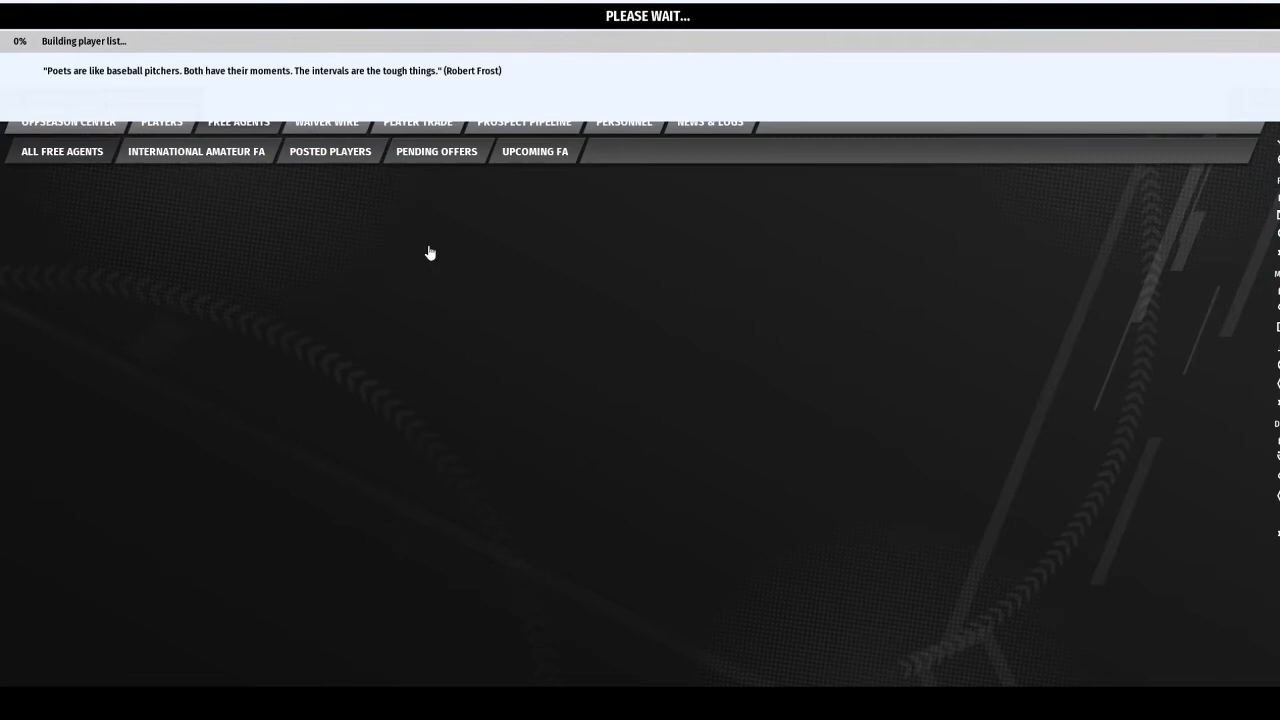 PLEASE WAIT...
0% Building player list...
"Poets are like baseball pitchers. Both have their moments. The intervals are the tough things." (Robert Frost)
OFFSEASON CENTER PLAYERS FREE AGENTS WAIVER WIRE PLAYER TRADE PROSPECT PIPELINE PERSONNEL NEWS & LOGS
ALL FREE AGENTS INTERNATIONAL AMATEUR FA POSTED PLAYERS PENDING OFFERS UPCOMING FA